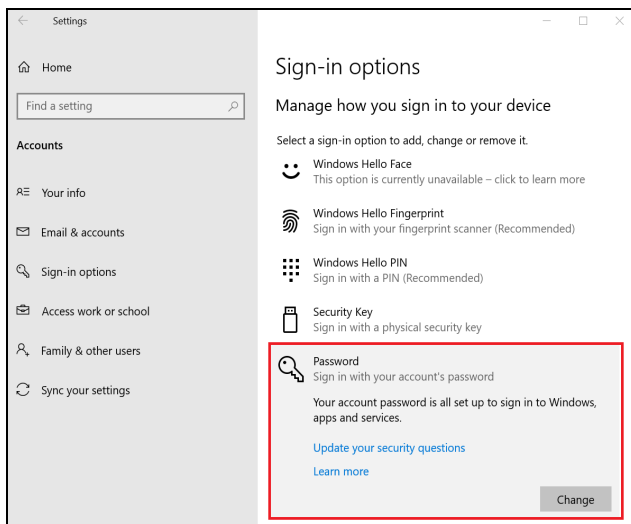 Settings
Home
Find a setting
Accounts
Your info
Email & accounts
Sign-in options
Access work or school
Family & other users
Sync your settings
Sign-in options
Manage how you sign in to your device
Select a sign-in option to add, change or remove it.
Windows Hello Face
This option is currently unavailable – click to learn more
Windows Hello Fingerprint
Sign in with your fingerprint scanner (Recommended)
Windows Hello PIN
Sign in with a PIN (Recommended)
Security Key
Sign in with a physical security key
Password
Sign in with your account's password
Your account password is all set up to sign in to Windows,
apps and services.
Update your security questions
Learn more
Change